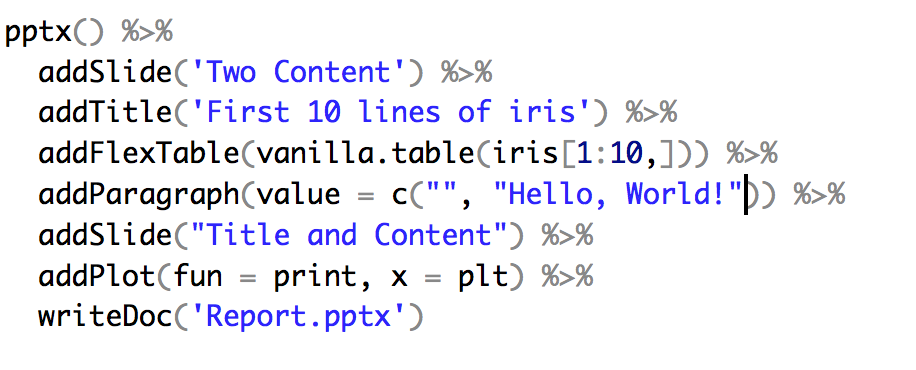 pptx() %>%
  addSlide('Two Content') %>%
  addTitle('First 10 lines of iris') %>%
  addFlexTable(vanilla.table(iris[1:10,])) %>%
  addParagraph(value = c("", "Hello, World!")) %>%
  addSlide("Title and Content") %>%
  addPlot(fun = print, x = plt) %>%
  writeDoc('Report.pptx')